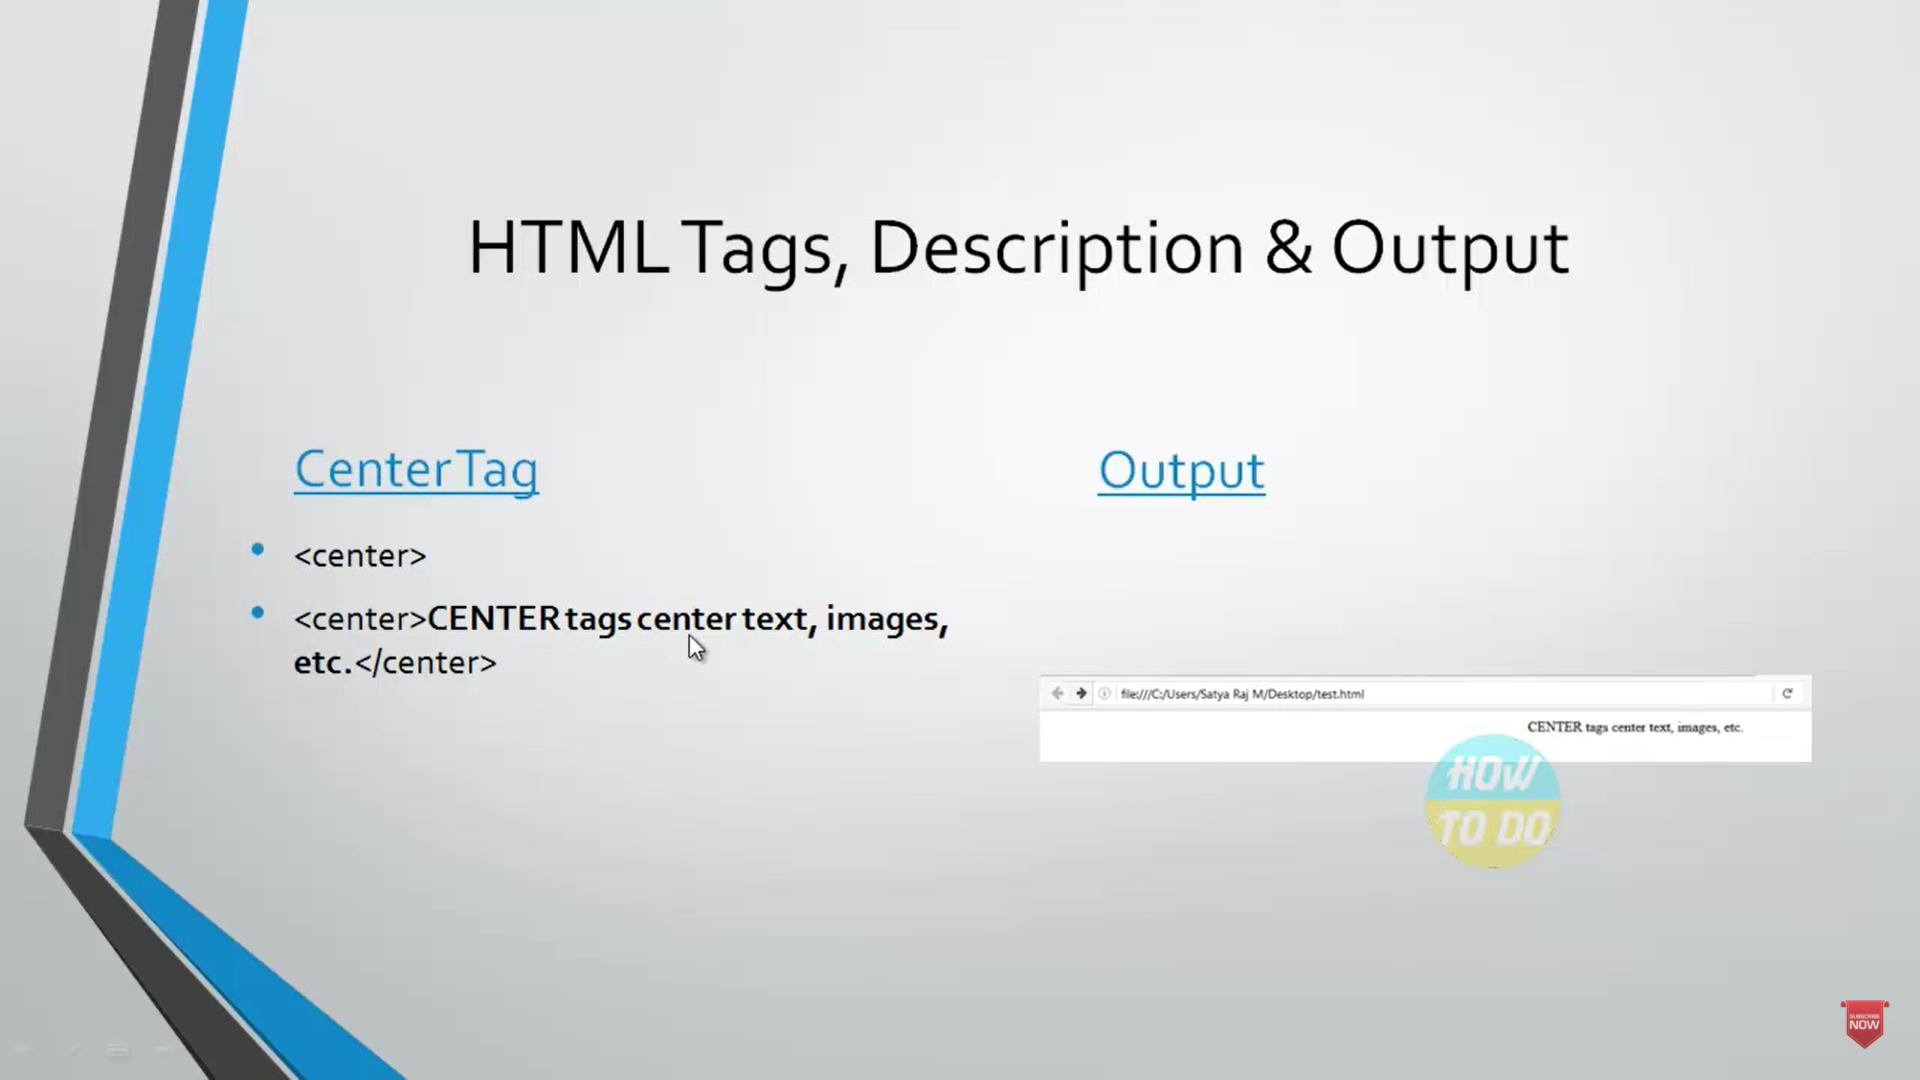 HTML Tags, Description & Output
Center Tag
Output
<center>
<center>CENTER tags center text, images,
etc.</center>
file:///C:/Users/Satya Raj M/Desktop/test.html
CENTER tags center text, images, etc.
HOW
TO DO
SUBSCRIBE
NOW